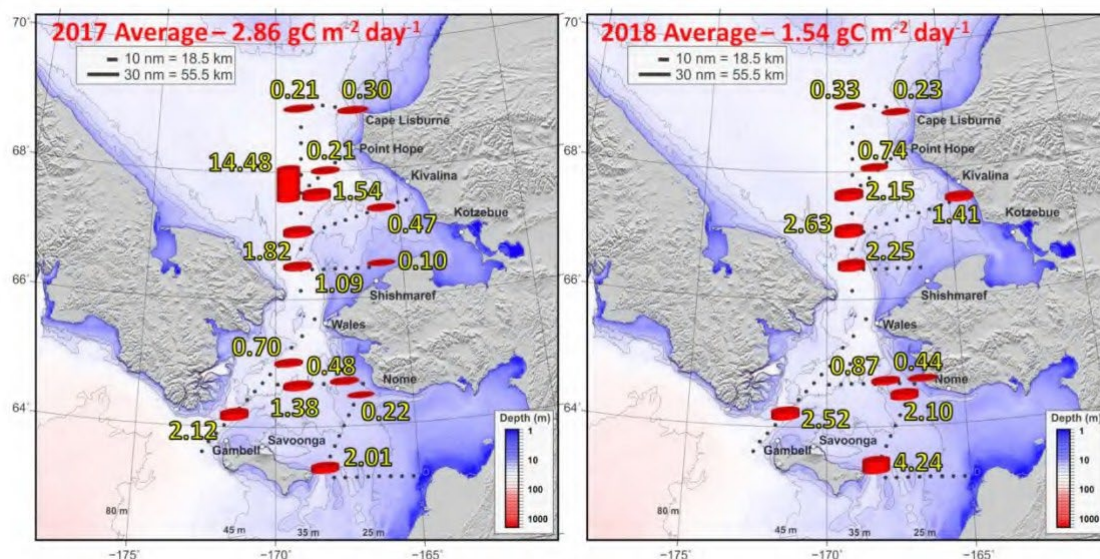 2017 Average – 2.86 gC m⁻² day⁻¹
10 nm = 18.5 km
30 nm = 55.5 km
70°
68°
66°
64°
0.21
0.30
Cape Lisburne
0.21
Point Hope
14.48
1.54
Kivalina
0.47
Kotzebue
1.82
0.10
1.09
Shishmaref
Wales
0.70
0.48
Nome
1.38
0.22
2.12
Savoonga
Gambell
2.01
Depth (m)
1
10
100
1000
80 m
45 m
35 m
25 m
−175°
−170°
−165°
2018 Average – 1.54 gC m⁻² day⁻¹
10 nm = 18.5 km
30 nm = 55.5 km
70°
68°
66°
64°
0.33
0.23
Cape Lisburne
0.74
Point Hope
2.15
Kivalina
2.63
1.41
Kotzebue
2.25
Shishmaref
Wales
0.87
0.44
Nome
2.10
2.52
Savoonga
Gambell
4.24
Depth (m)
1
10
100
1000
80 m
45 m
35 m
25 m
−175°
−170°
−165°